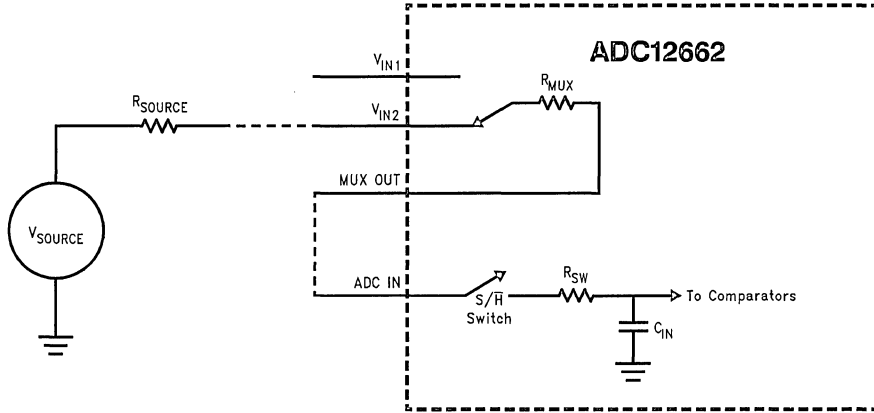 ADC12662
V_IN1
R_MUX
R_SOURCE
V_IN2
MUX OUT
V_SOURCE
ADC IN
S/H̅
Switch
R_SW
To Comparators
C_IN